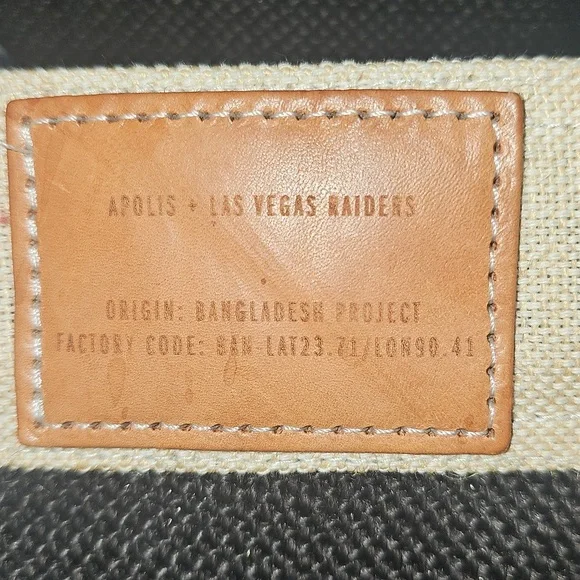 APOLIS + LAS VEGAS RAIDERS
ORIGIN: BANGLADESH PROJECT
FACTORY CODE: BAN-LAT23.71/LON90.41